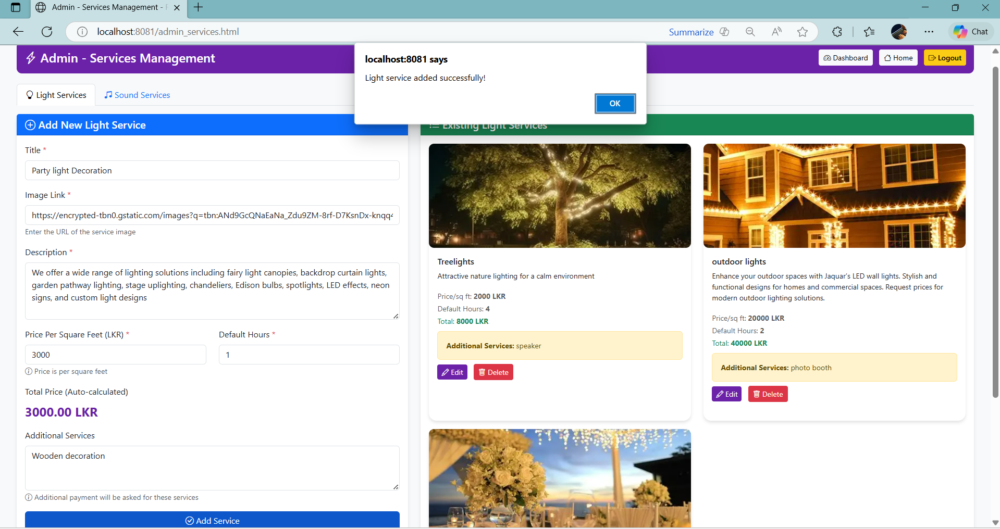 Admin - Services Management -
localhost:8081/admin_services.html
Summarize
Chat
Admin - Services Management
Dashboard
Home
Logout
localhost:8081 says
Light service added successfully!
OK
Light Services
Sound Services
Add New Light Service
Title *
Party light Decoration
Image Link *
https://encrypted-tbn0.gstatic.com/images?q=tbn:ANd9GcQNaEaNa_Zdu9ZM-8rf-D7KsnDx-knqq
Enter the URL of the service image
Description *
We offer a wide range of lighting solutions including fairy light canopies, backdrop curtain lights,
garden pathway lighting, stage uplighting, chandeliers, Edison bulbs, spotlights, LED effects, neon
signs, and custom light designs
Price Per Square Feet (LKR) *
Default Hours *
3000
1
Price is per square feet
Total Price (Auto-calculated)
3000.00 LKR
Additional Services
Wooden decoration
Additional payment will be asked for these services
Add Service
Existing Light Services
Treelights
Attractive nature lighting for a calm environment
Price/sq ft: 2000 LKR
Default Hours: 4
Total: 8000 LKR
Additional Services: speaker
Edit
Delete
outdoor lights
Enhance your outdoor spaces with Jaquar's LED wall lights. Stylish and
functional designs for homes and commercial spaces. Request prices for
modern outdoor lighting solutions.
Price/sq ft: 20000 LKR
Default Hours: 2
Total: 40000 LKR
Additional Services: photo booth
Edit
Delete